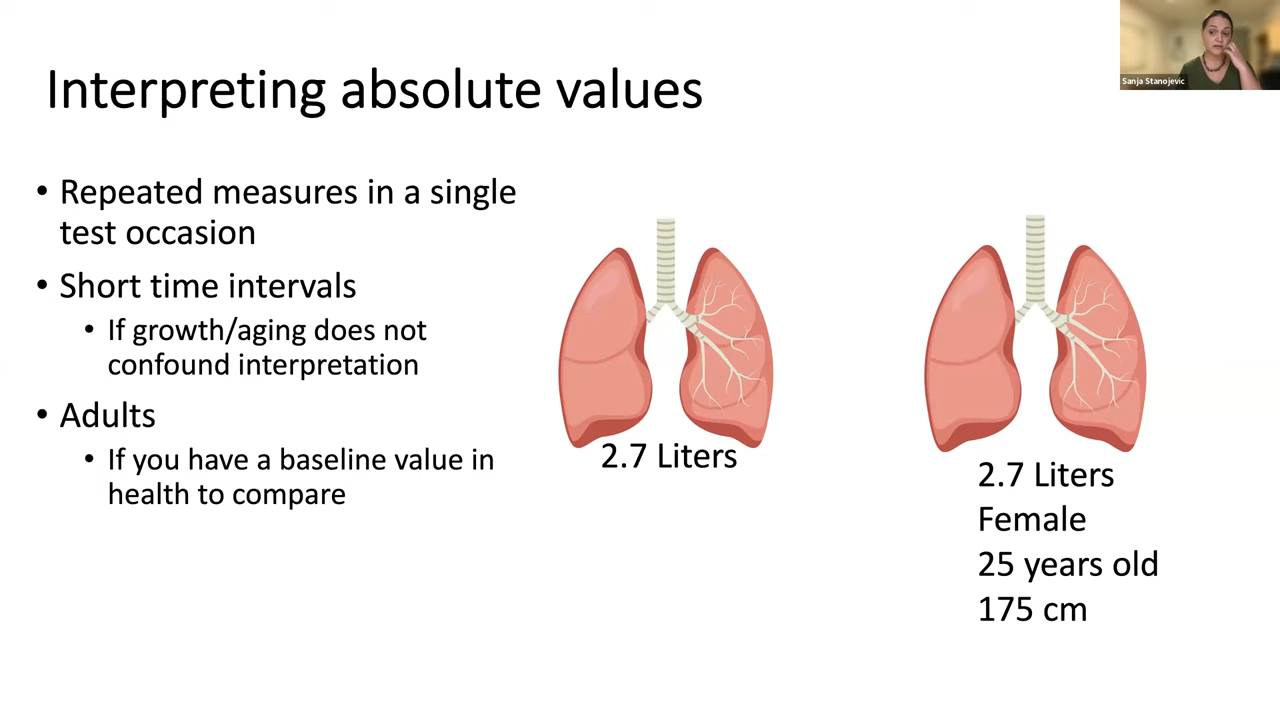 Interpreting absolute values
Sanja Stanojevic
• Repeated measures in a single
test occasion
• Short time intervals
• If growth/aging does not
confound interpretation
• Adults
• If you have a baseline value in
health to compare
2.7 Liters
2.7 Liters
Female
25 years old
175 cm